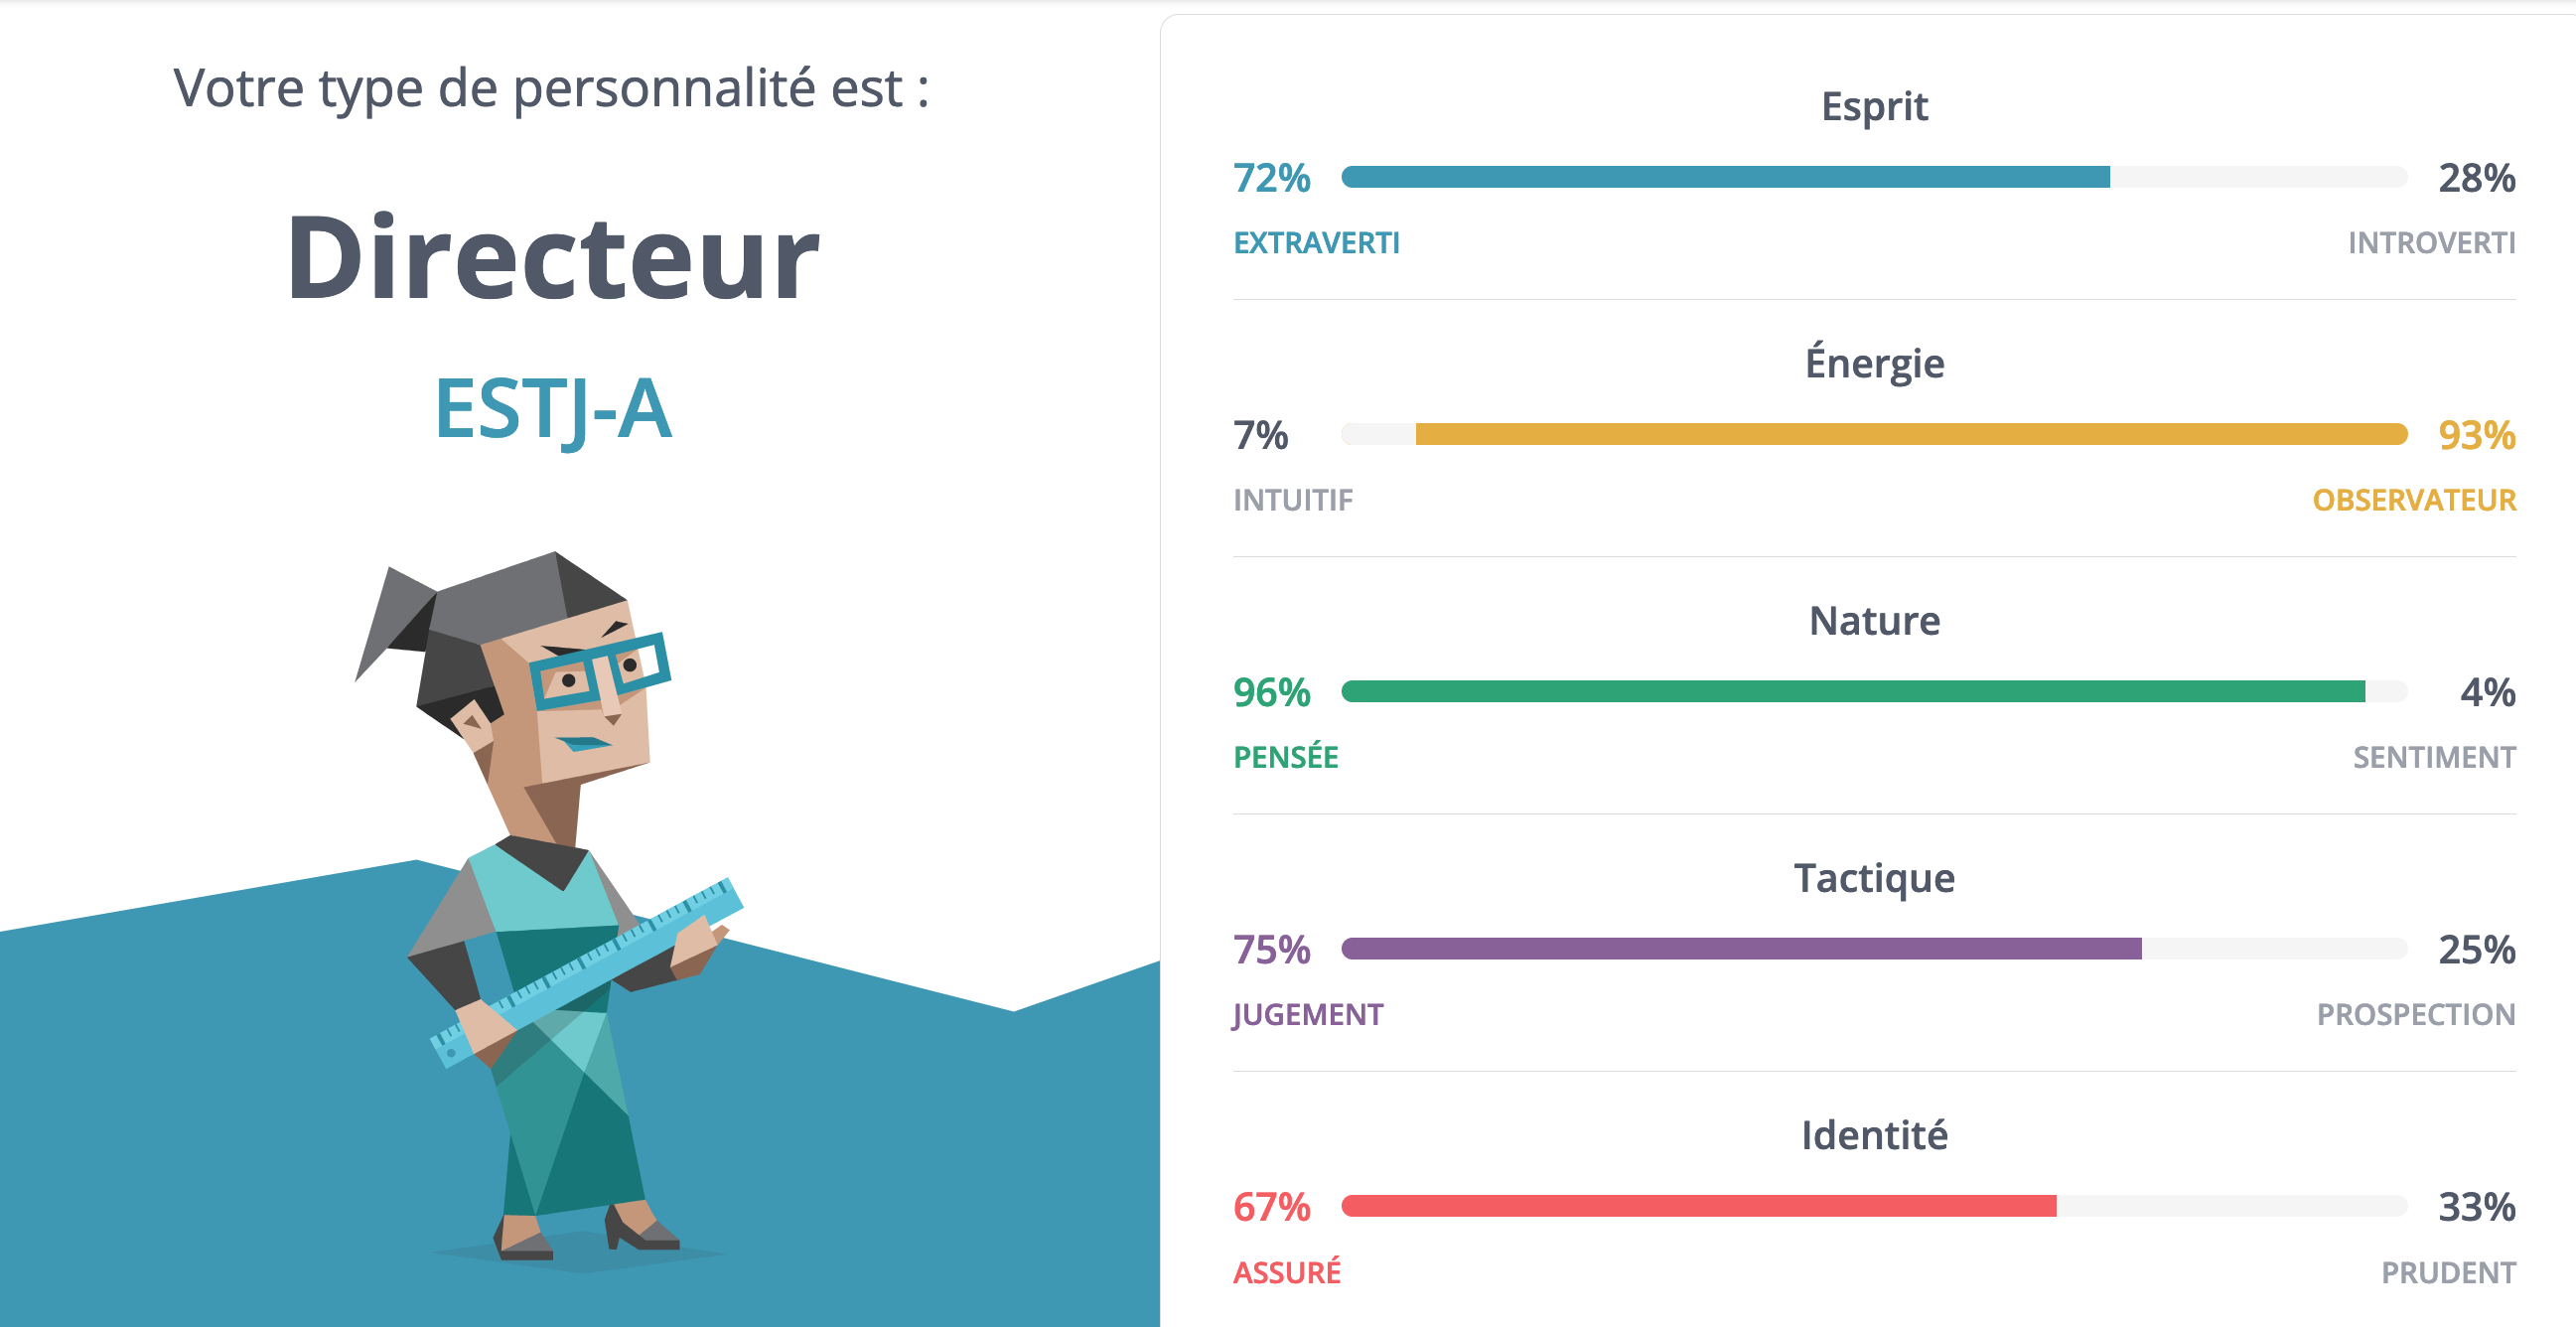 Votre type de personnalité est :
Directeur
ESTJ-A
Esprit
72% 28%
EXTRAVERTI INTROVERTI
Énergie
7% 93%
INTUITIF OBSERVATEUR
Nature
96% 4%
PENSÉE SENTIMENT
Tactique
75% 25%
JUGEMENT PROSPECTION
Identité
67% 33%
ASSURÉ PRUDENT